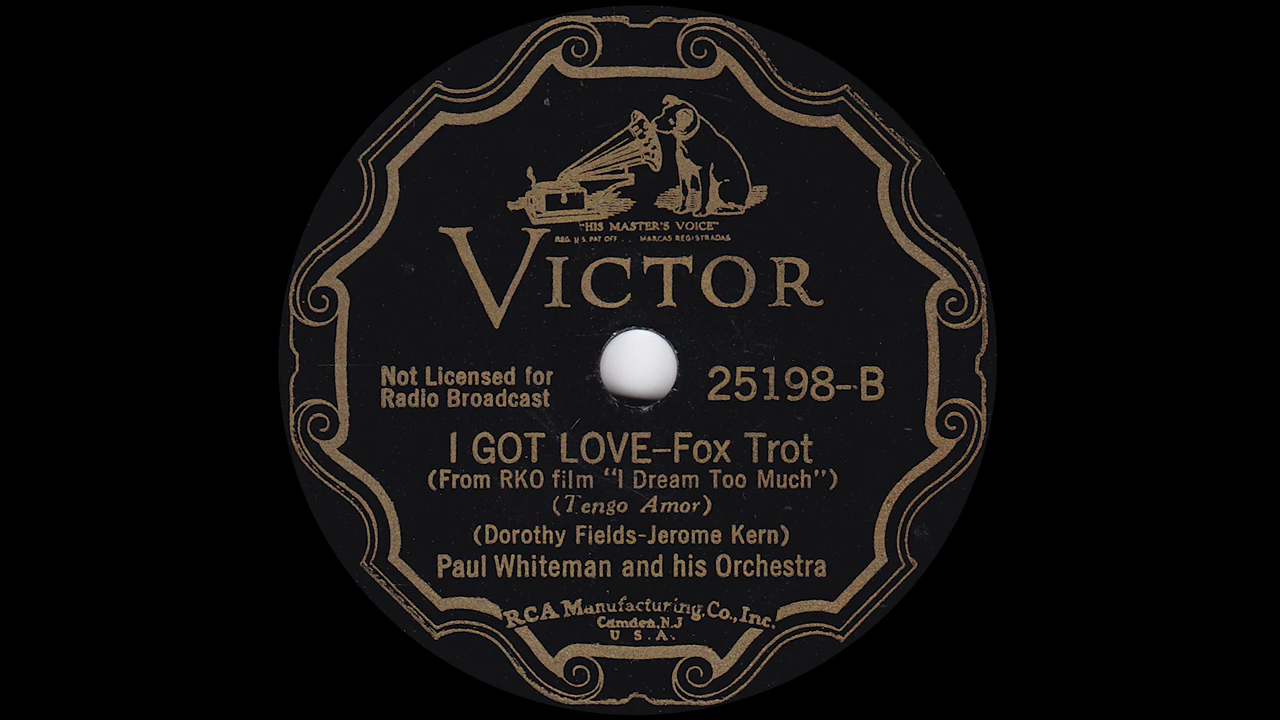 "HIS MASTER'S VOICE"
REG. U.S. PAT. OFF. . . MARCAS REGISTRADAS
VICTOR
Not Licensed for
Radio Broadcast
25198-B
I GOT LOVE-Fox Trot
(From RKO film "I Dream Too Much")
(Tengo Amor)
(Dorothy Fields-Jerome Kern)
Paul Whiteman and his Orchestra
RCA Manufacturing Co., Inc.
Camden, N.J
U.S.A.